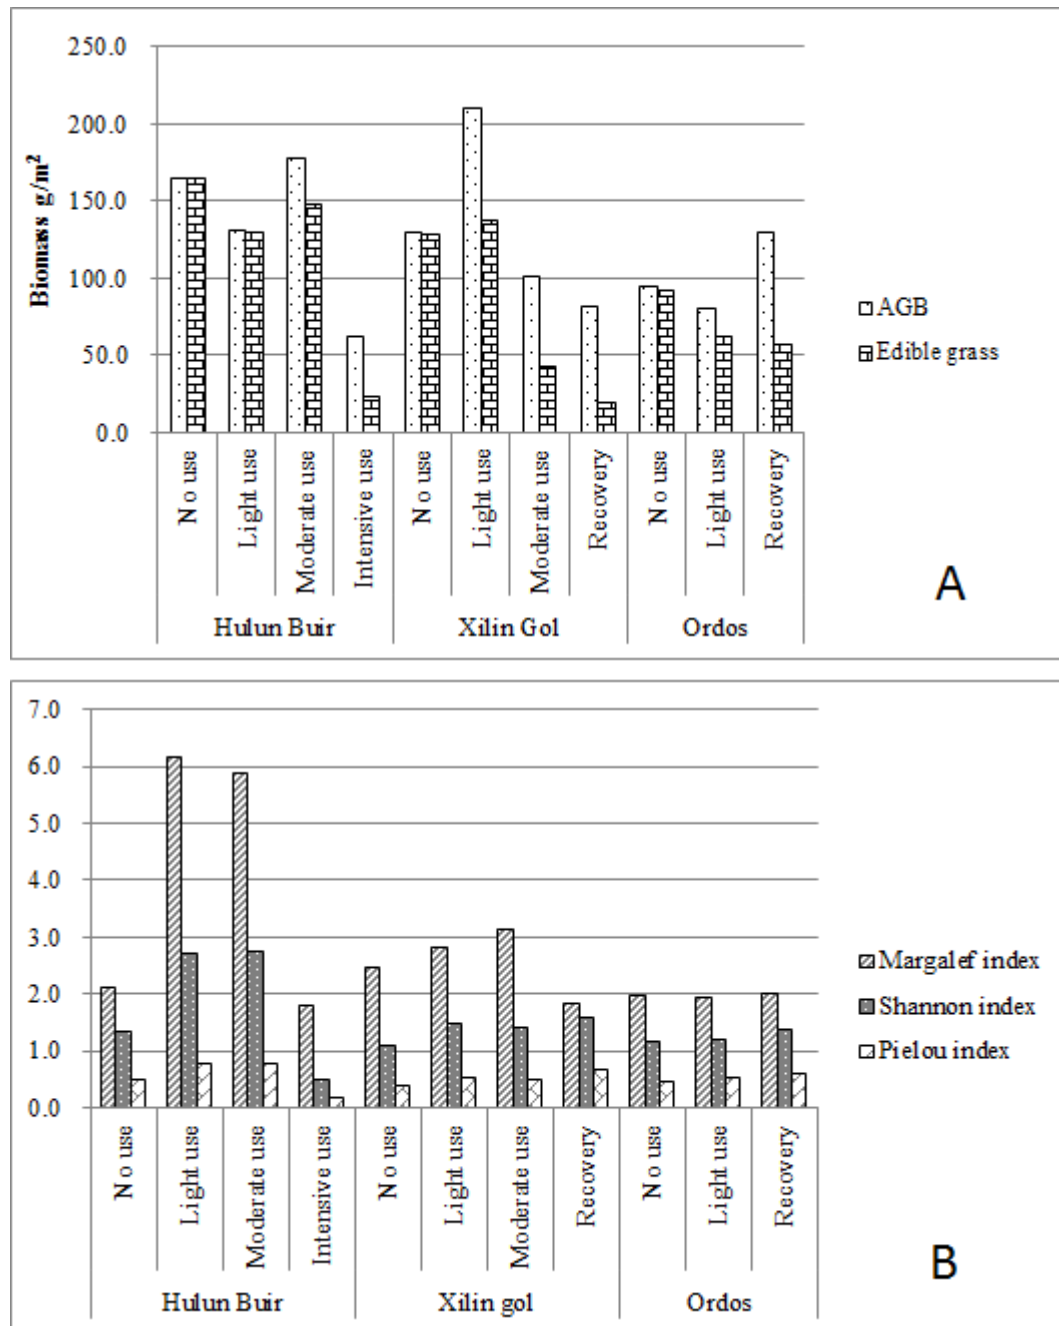 250.0
200.0
150.0
100.0
50.0
0.0
Biomass g/m²
No use
Light use
Moderate use
Intensive use
No use
Light use
Moderate use
Recovery
No use
Light use
Recovery
Hulun Buir
Xilin Gol
Ordos
AGB
Edible grass
A
7.0
6.0
5.0
4.0
3.0
2.0
1.0
0.0
No use
Light use
Moderate use
Intensive use
No use
Light use
Moderate use
Recovery
No use
Light use
Recovery
Hulun Buir
Xilin gol
Ordos
Margalef index
Shannon index
Pielou index
B